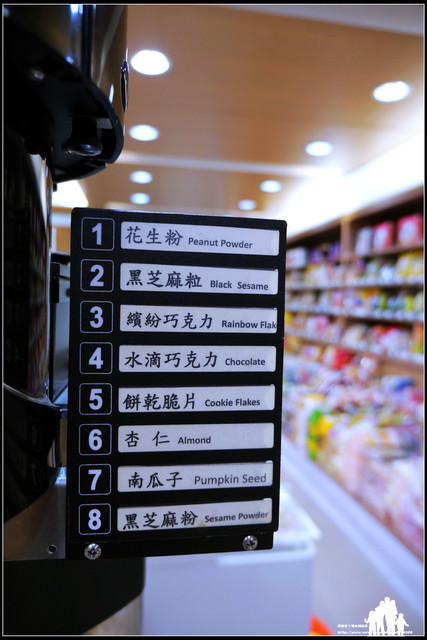 1 花生粉 Peanut Powder
2 黑芝麻粒 Black Sesame
3 繽紛巧克力 Rainbow Flak
4 水滴巧克力 Chocolate
5 餅乾脆片 Cookie Flakes
6 杏仁 Almond
7 南瓜子 Pumpkin Seed
8 黑芝麻粉 Sesame Powder